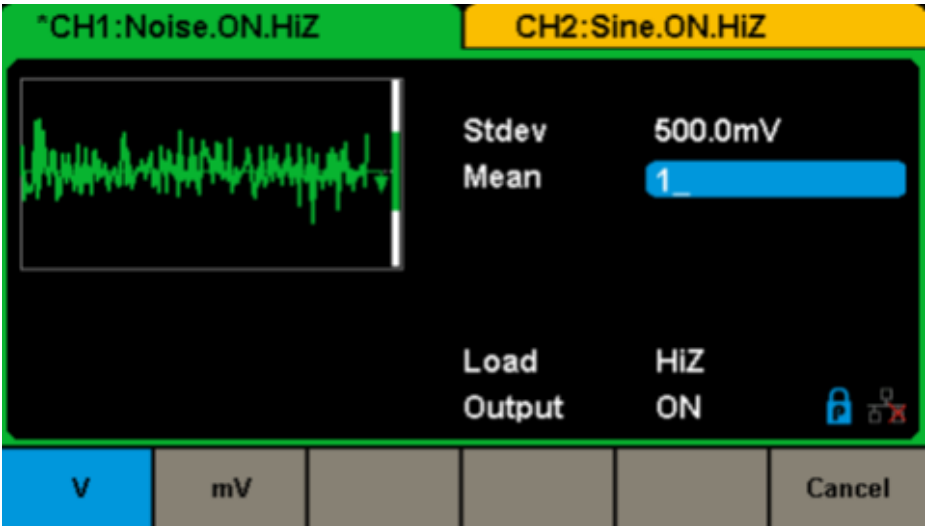 *CH1:Noise.ON.HiZ CH2:Sine.ON.HiZ
Stdev 500.0mV
Mean 1_
Load HiZ
Output ON
V mV Cancel